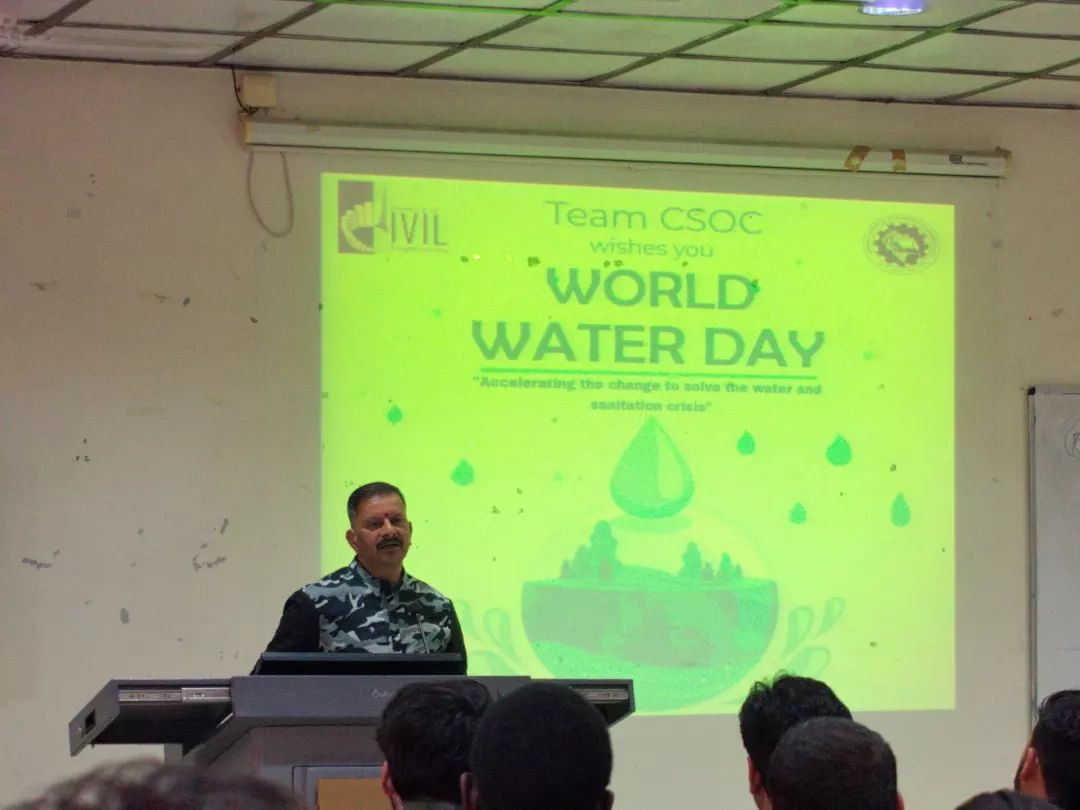 IVIL
Team CSOC
wishes you
WORLD
WATER DAY
"Accelerating the change to solve the water and
sanitation crisis"